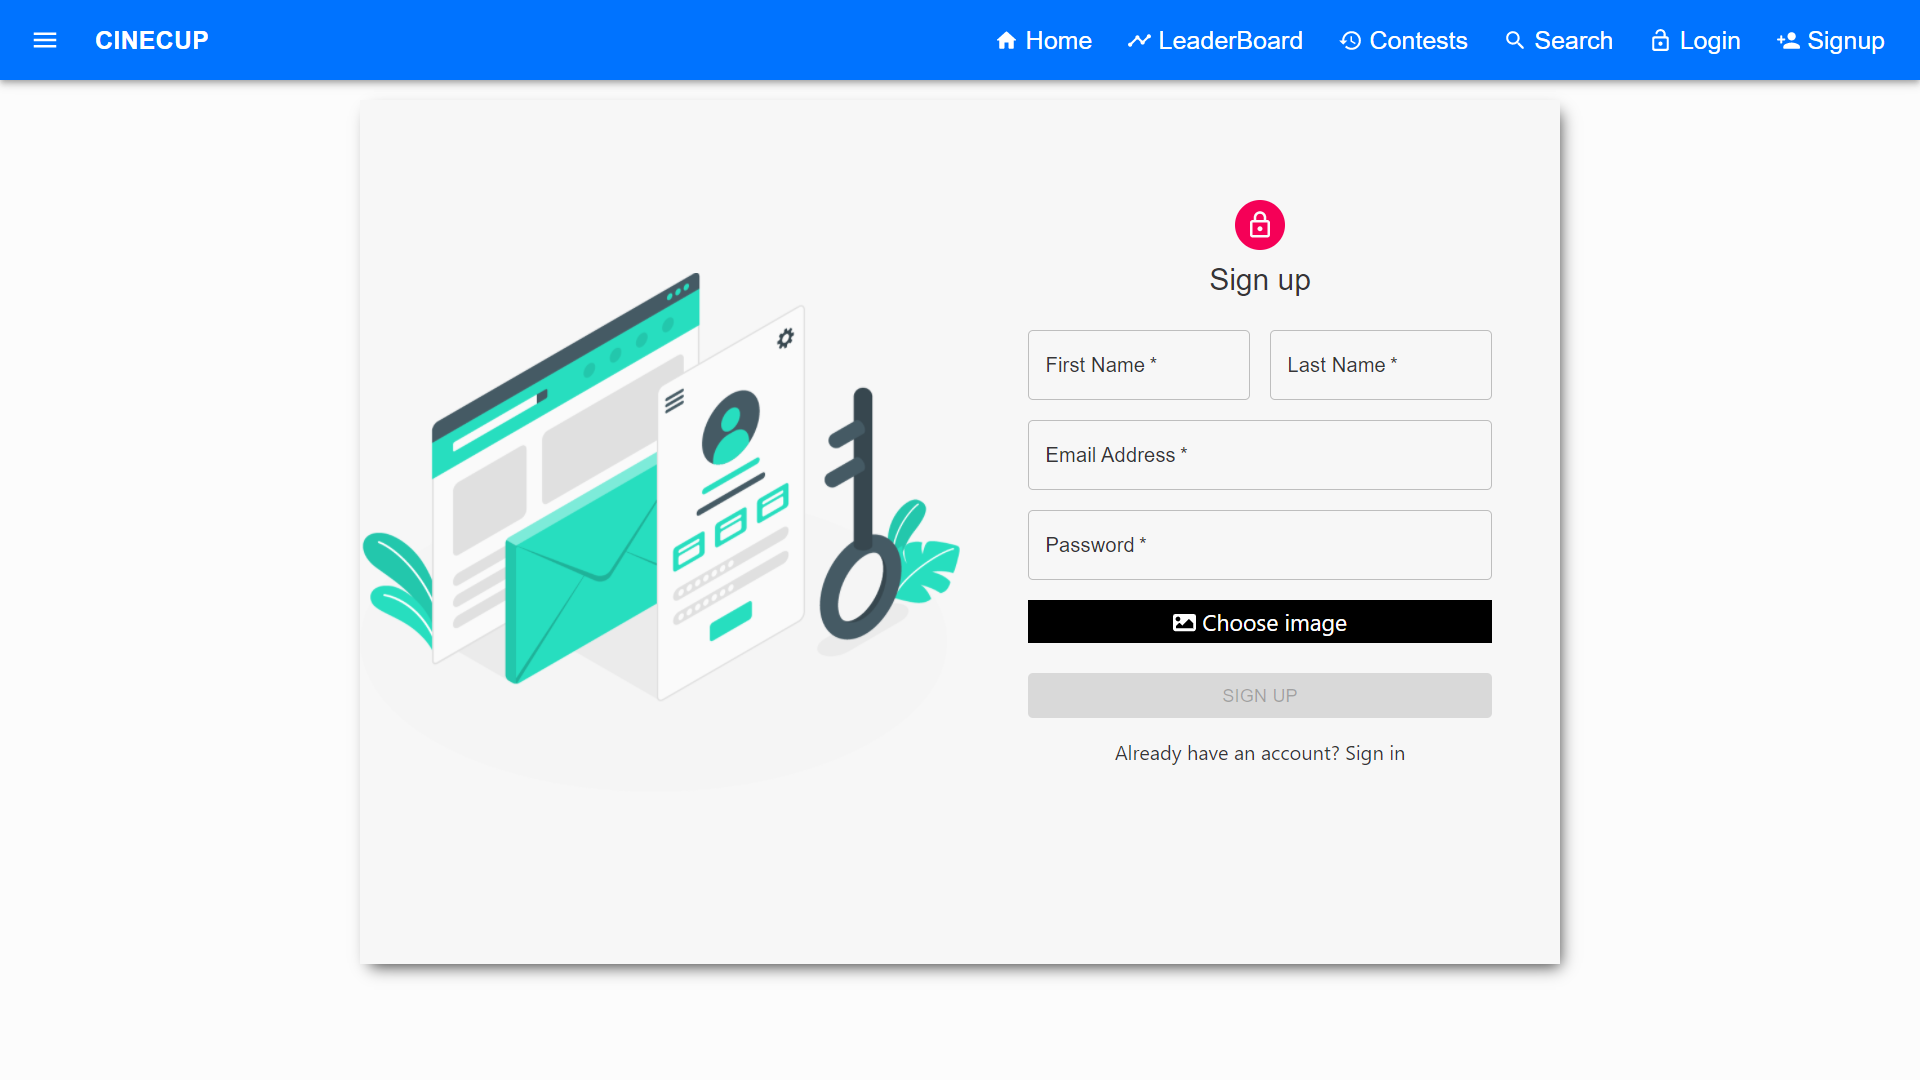 CINECUP
Home LeaderBoard Contests Search Login Signup
Sign up
First Name * Last Name *
Email Address *
Password *
Choose image
SIGN UP
Already have an account? Sign in